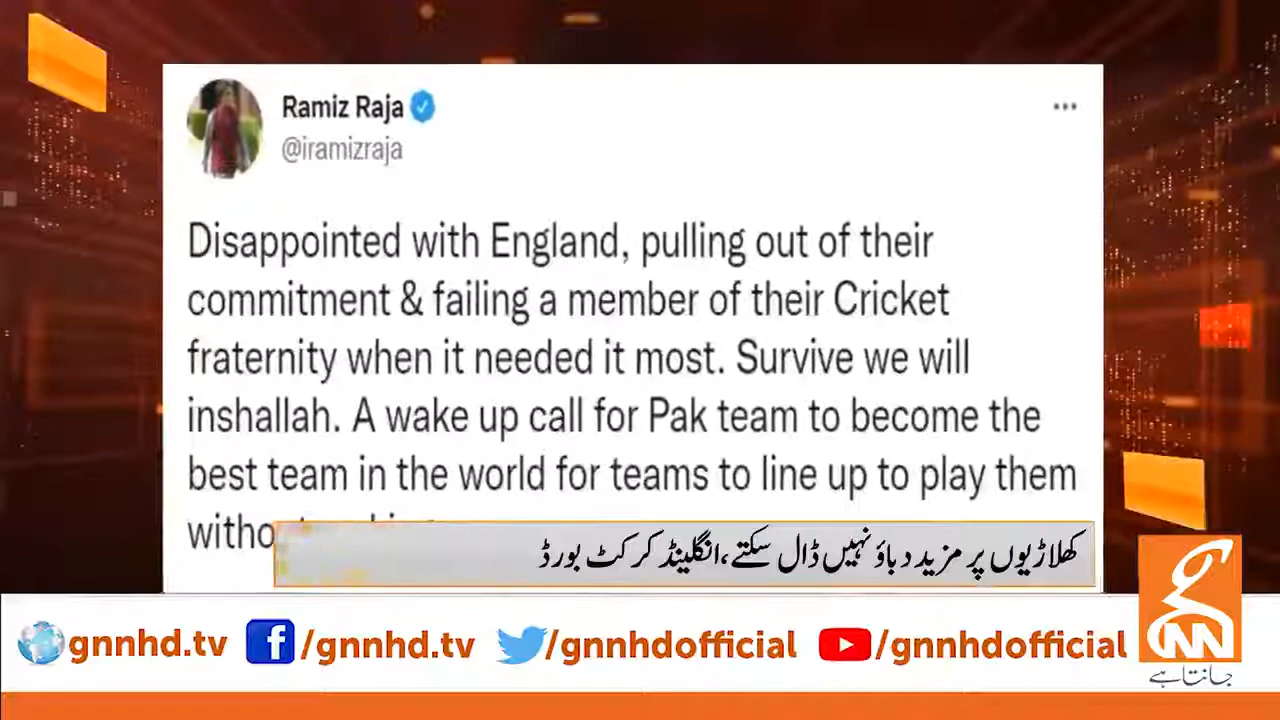 Ramiz Raja
@iramizraja
Disappointed with England, pulling out of their
commitment & failing a member of their Cricket
fraternity when it needed it most. Survive we will
inshallah. A wake up call for Pak team to become the
best team in the world for teams to line up to play them
کھلاڑیوں پر مزید دباؤ نہیں ڈال سکتے، انگلینڈ کرکٹ بورڈ
gnnhd.tv /gnnhd.tv /gnnhdofficial /gnnhdofficial
GNN
جانتا ہے